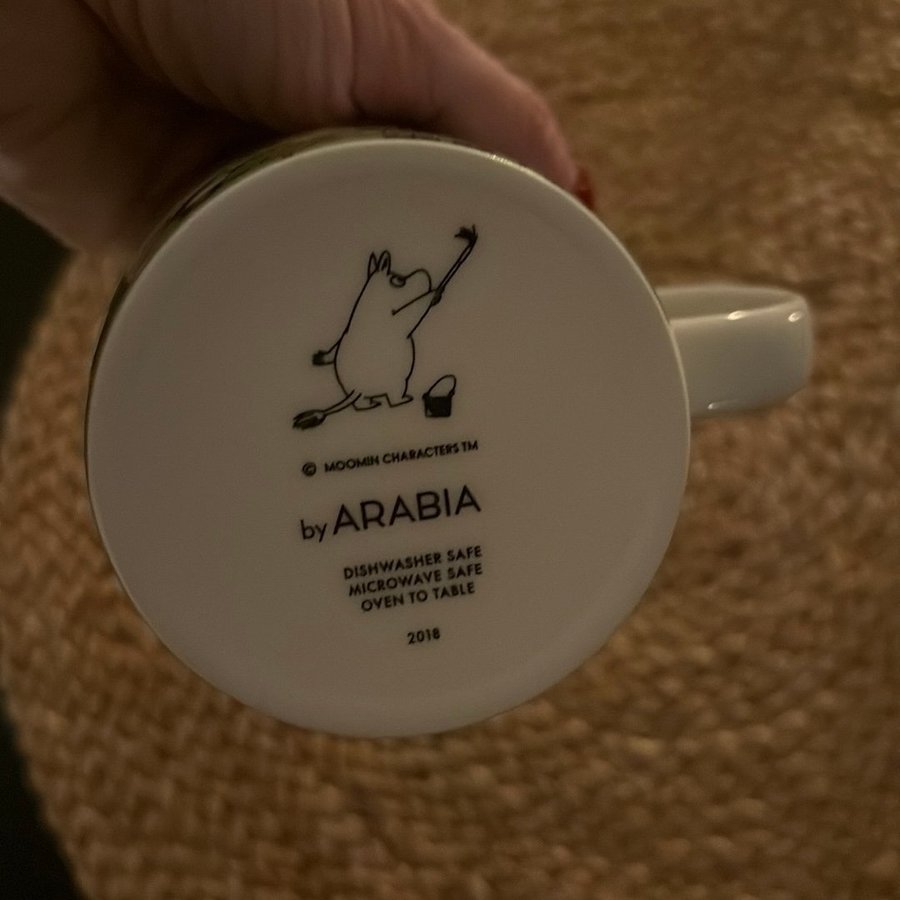 © MOOMIN CHARACTERS TM
by ARABIA
DISHWASHER SAFE
MICROWAVE SAFE
OVEN TO TABLE
2018